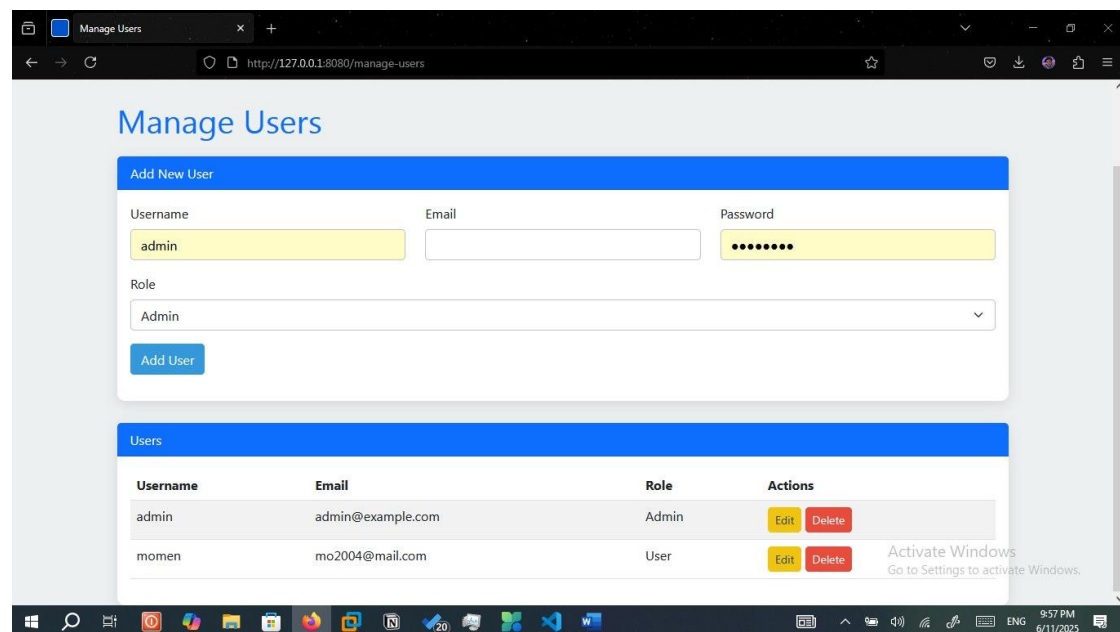 Manage Users
http://127.0.0.1:8080/manage-users
Manage Users
Add New User
Username Email Password
admin ●●●●●●●●
Role
Admin
Add User
Users
Username Email Role Actions
admin admin@example.com Admin Edit Delete
momen mo2004@mail.com User Edit Delete
Activate Windows
Go to Settings to activate Windows.
20
ENG
9:57 PM
6/11/2025